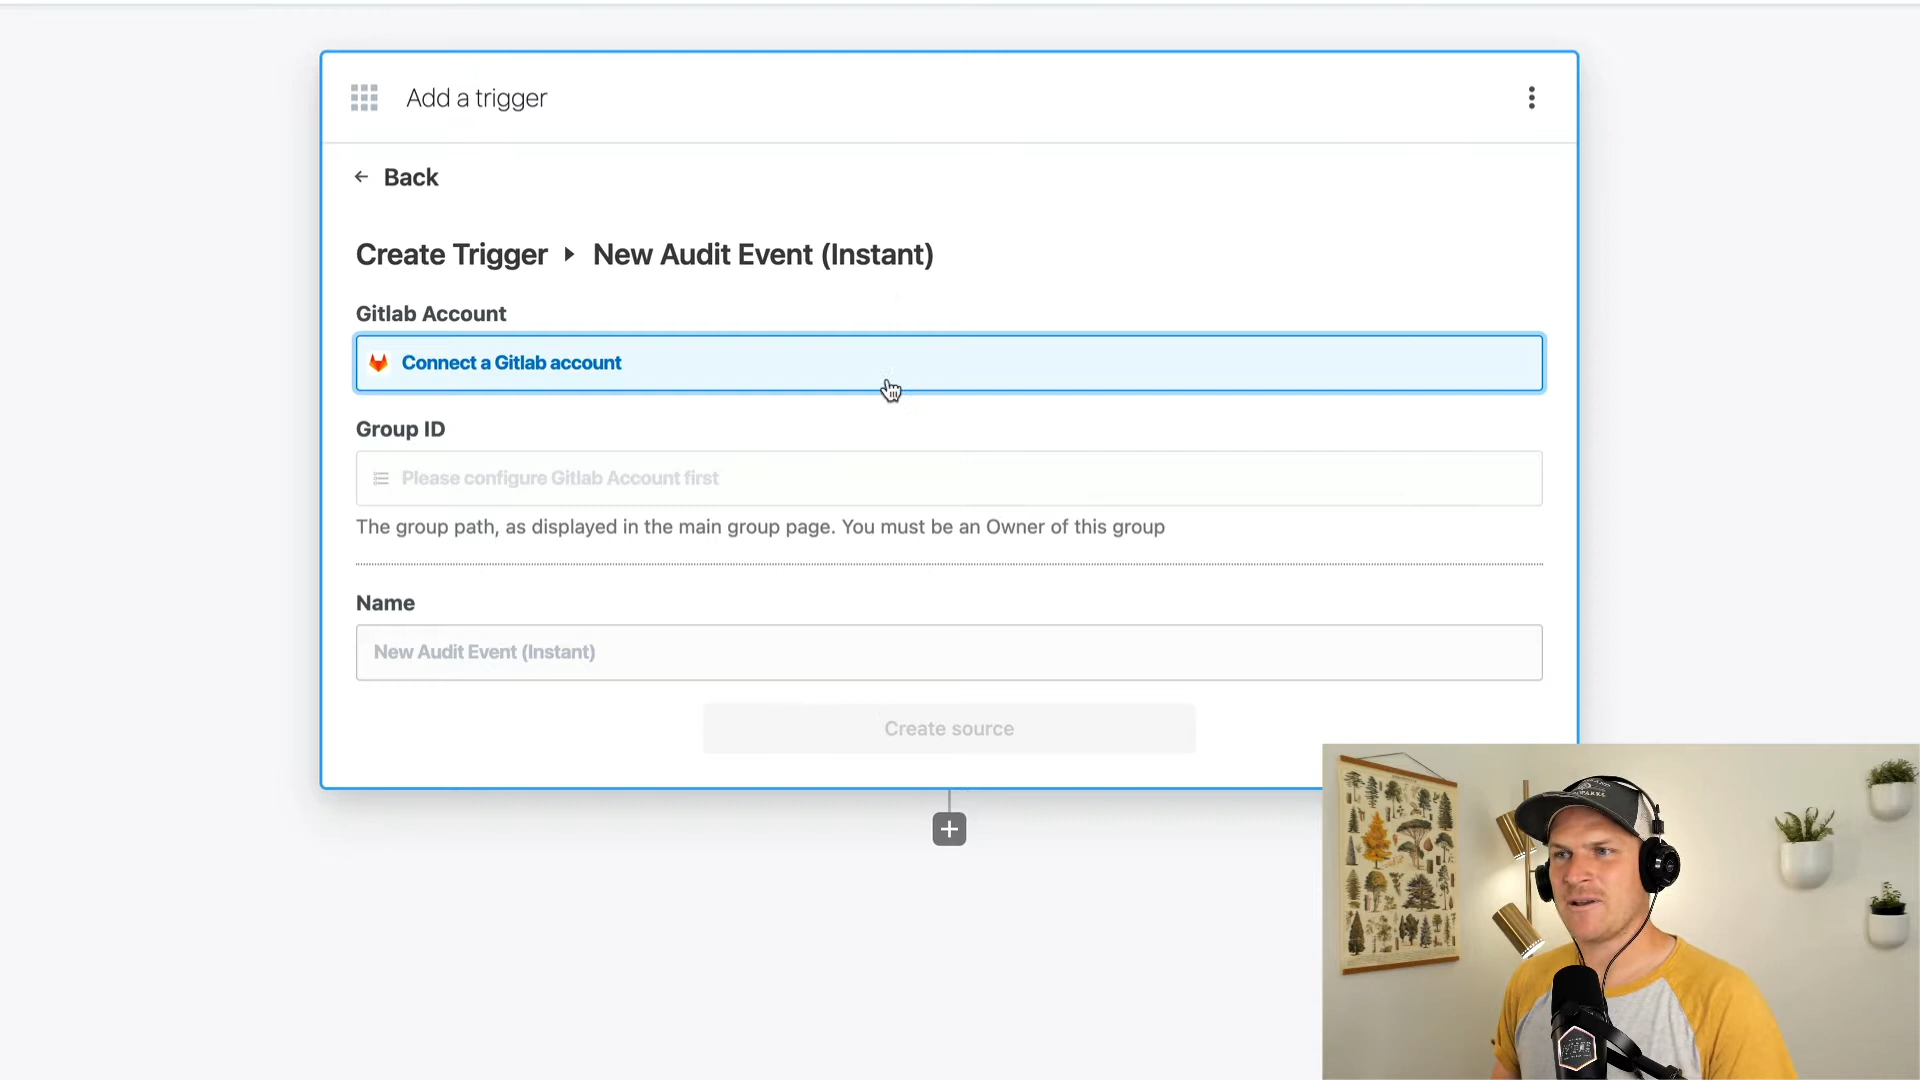 Add a trigger
Back
Create Trigger ▸ New Audit Event (Instant)
Gitlab Account
Connect a Gitlab account
Group ID
Please configure Gitlab Account first
The group path, as displayed in the main group page. You must be an Owner of this group
Name
New Audit Event (Instant)
Create source